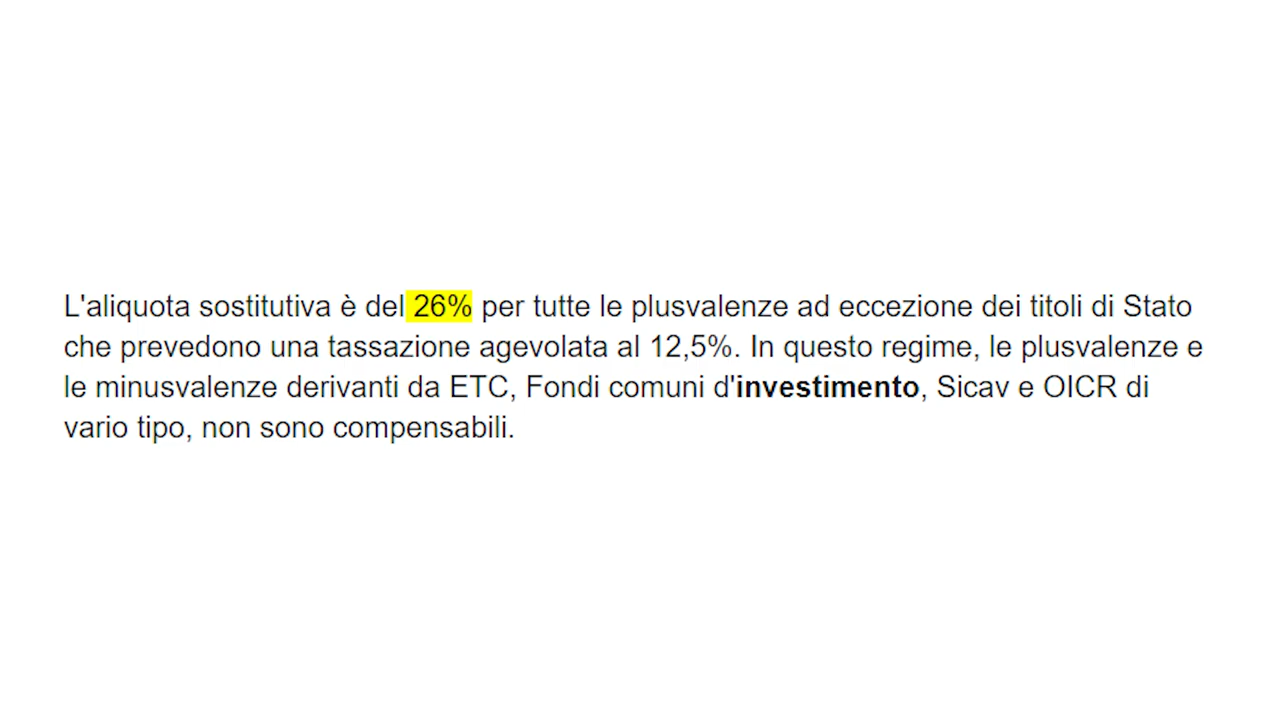 L'aliquota sostitutiva è del 26% per tutte le plusvalenze ad eccezione dei titoli di Stato
che prevedono una tassazione agevolata al 12,5%. In questo regime, le plusvalenze e
le minusvalenze derivanti da ETC, Fondi comuni d'investimento, Sicav e OICR di
vario tipo, non sono compensabili.